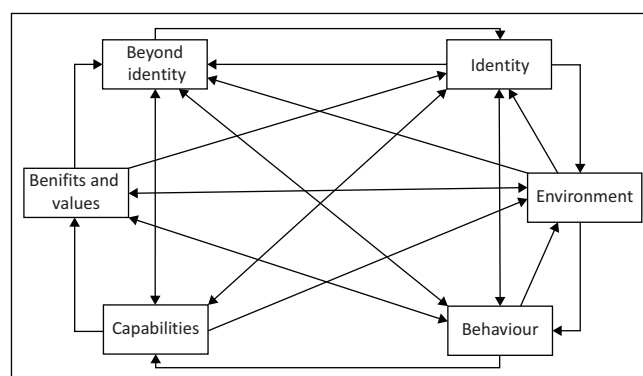 Beyond
identity
Identity
Benifits and
values
Environment
Capabilities
Behaviour